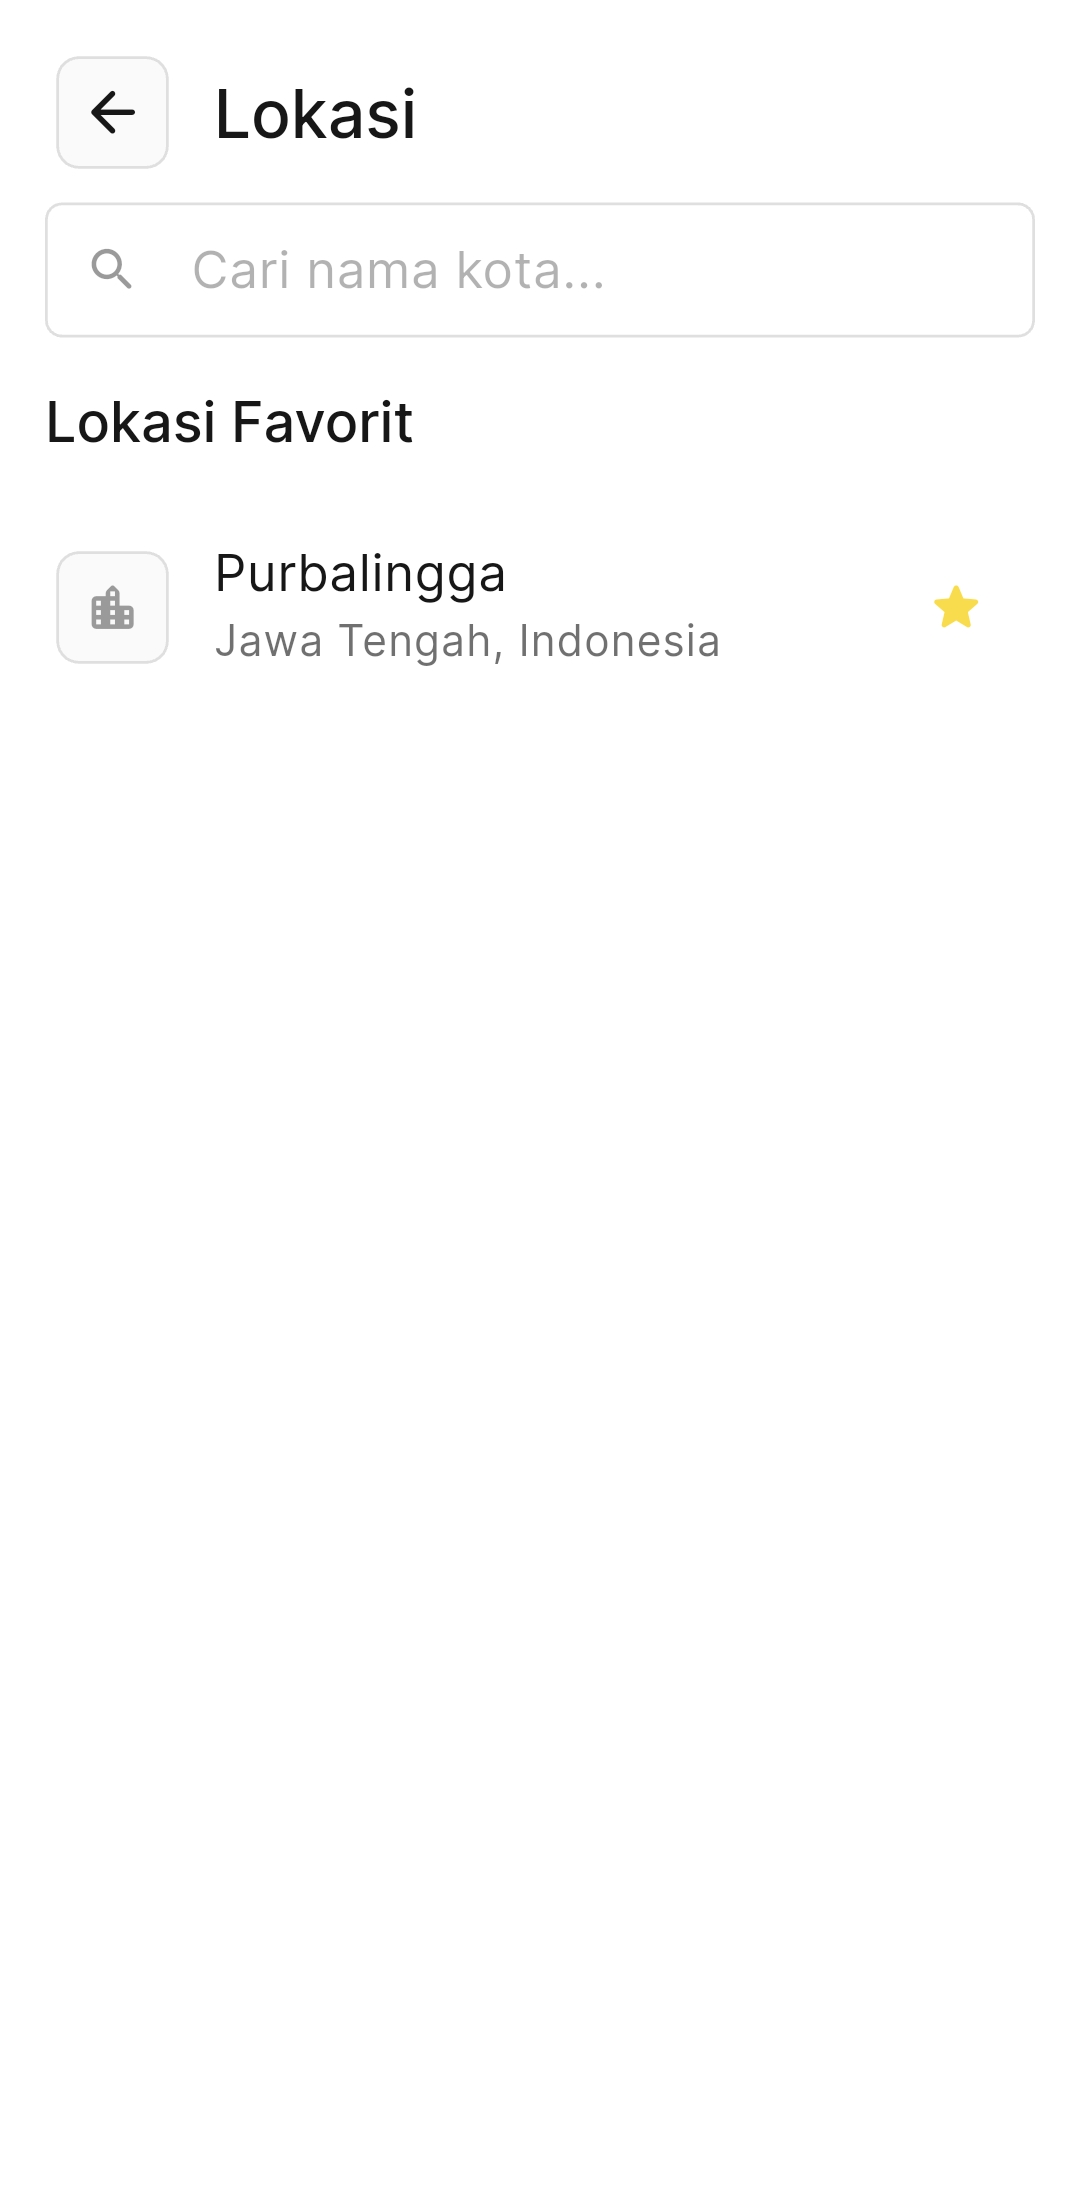 Lokasi
Cari nama kota...
Lokasi Favorit
Purbalingga
Jawa Tengah, Indonesia